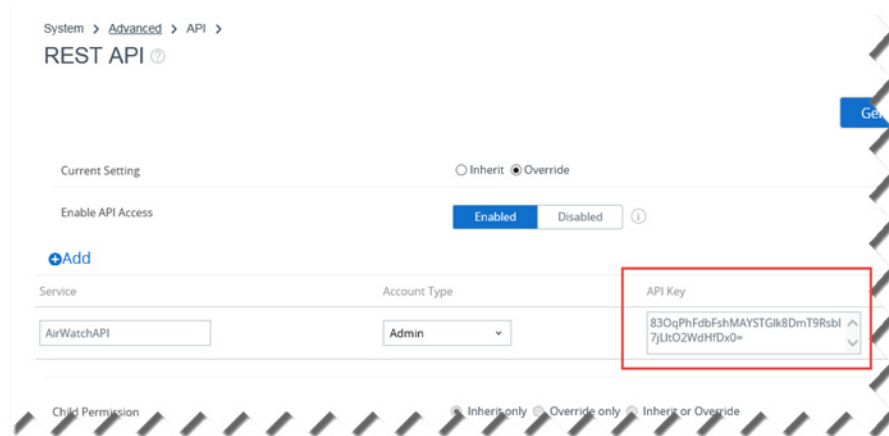 System > Advanced > API >
REST API
Current Setting
Inherit Override
Enable API Access
Enabled Disabled
Add
Service Account Type API Key
AirWatchAPI Admin
83OqPhFdbFshMAYSTGlk8DmT9Rsbl
7jLltO2WdHfDx0=
Child Permission Inherit only Override only Inherit or Override